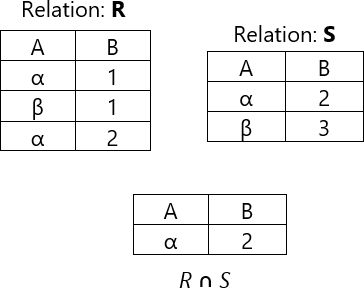 Relation: R
A B
α 1
β 1
α 2
Relation: S
A B
α 2
β 3
A B
α 2
R ∩ S